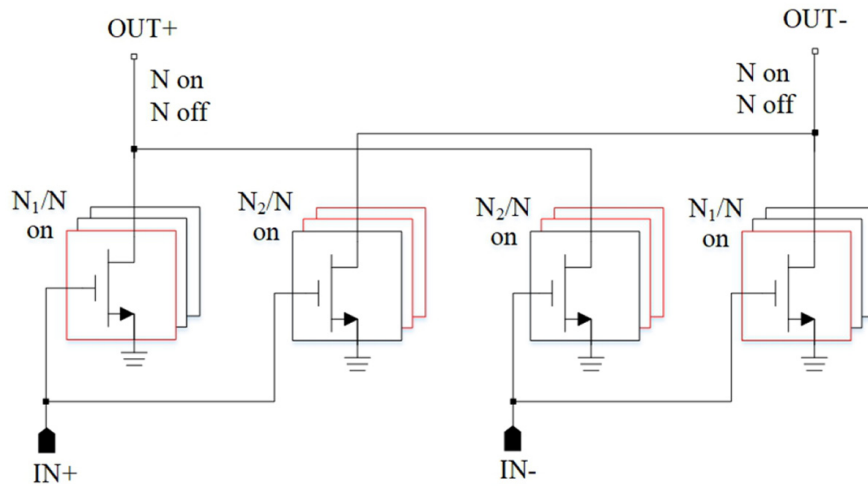 OUT+
OUT-
N on
N off
N on
N off
N₁/N
on
N₂/N
on
N₂/N
on
N₁/N
on
IN+
IN-